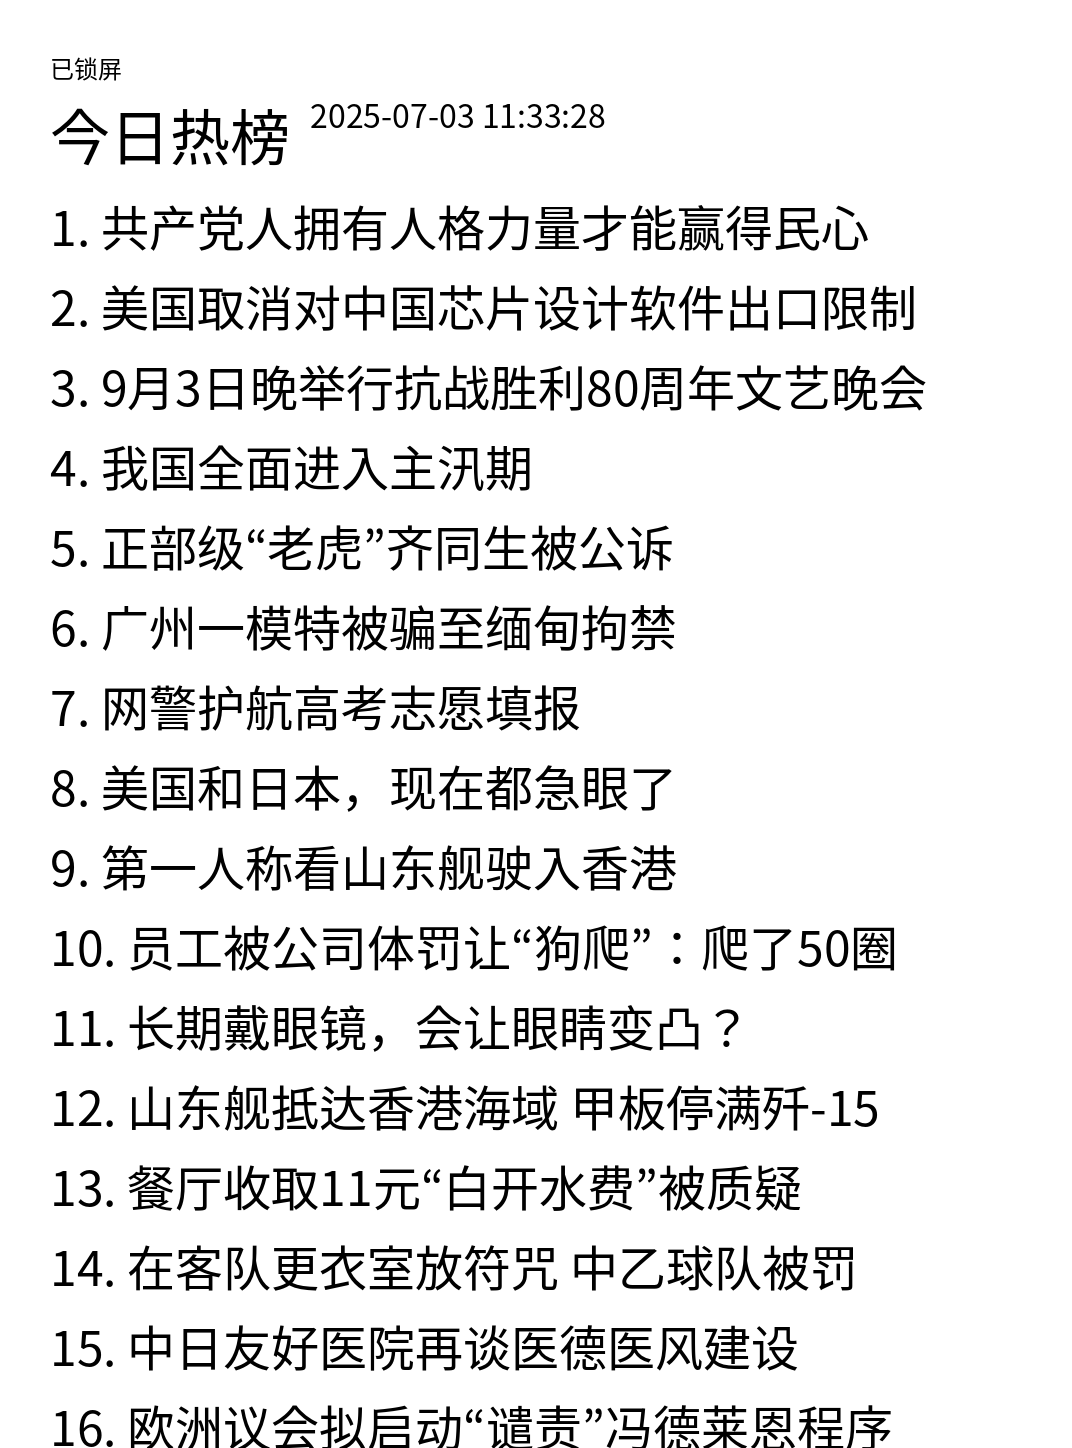 已锁屏
今日热榜 2025-07-03 11:33:28
1. 共产党人拥有人格力量才能赢得民心
2. 美国取消对中国芯片设计软件出口限制
3. 9月3日晚举行抗战胜利80周年文艺晚会
4. 我国全面进入主汛期
5. 正部级“老虎”齐同生被公诉
6. 广州一模特被骗至缅甸拘禁
7. 网警护航高考志愿填报
8. 美国和日本，现在都急眼了
9. 第一人称看山东舰驶入香港
10. 员工被公司体罚让“狗爬”：爬了50圈
11. 长期戴眼镜，会让眼睛变凸？
12. 山东舰抵达香港海域 甲板停满歼-15
13. 餐厅收取11元“白开水费”被质疑
14. 在客队更衣室放符咒 中乙球队被罚
15. 中日友好医院再谈医德医风建设
16. 欧洲议会拟启动“谴责”冯德莱恩程序